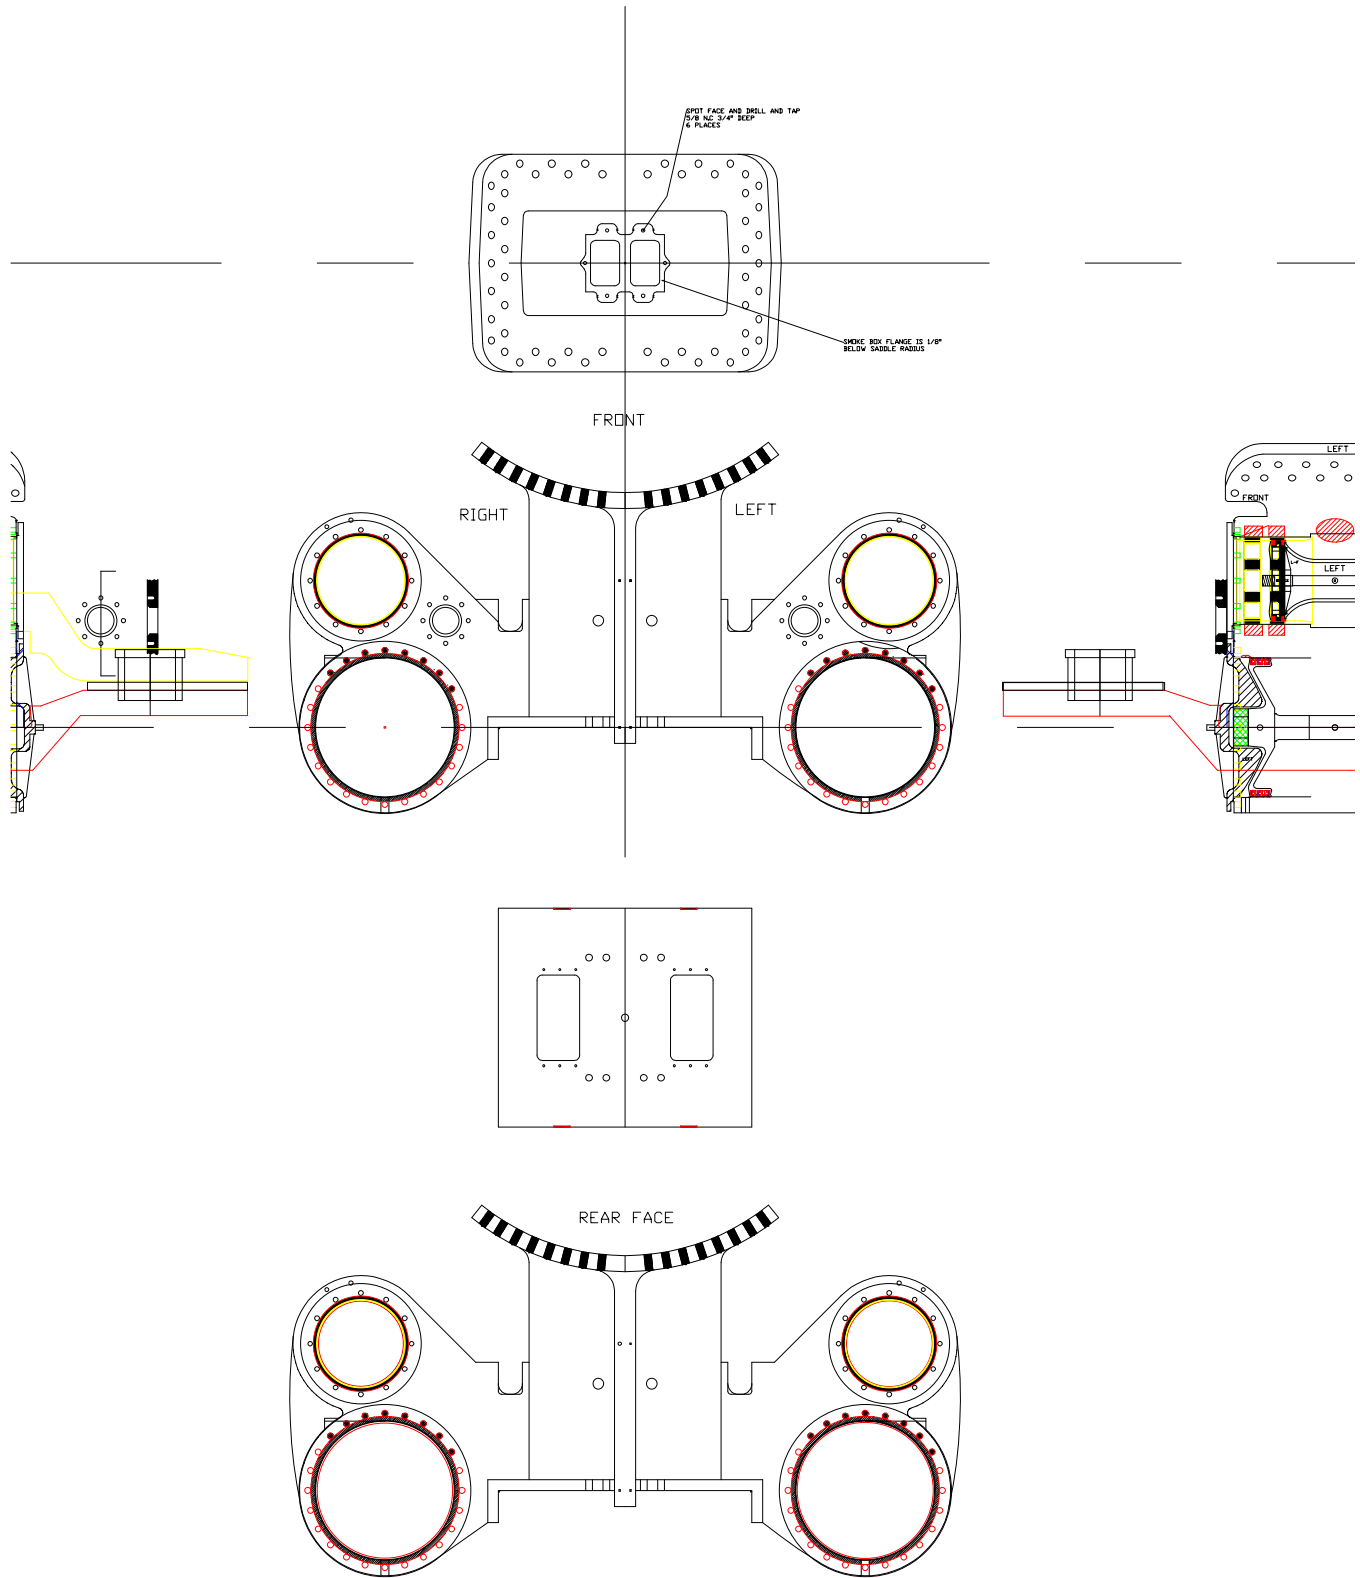 SPOT FACE AND DRILL AND TAP
5/8 N.C 3/4" DEEP
6 PLACES
SMOKE BOX FLANGE IS 1/8"
BELOW SADDLE RADIUS
FRONT
RIGHT
LEFT
LEFT
FRONT
LEFT
LEFT
REAR FACE